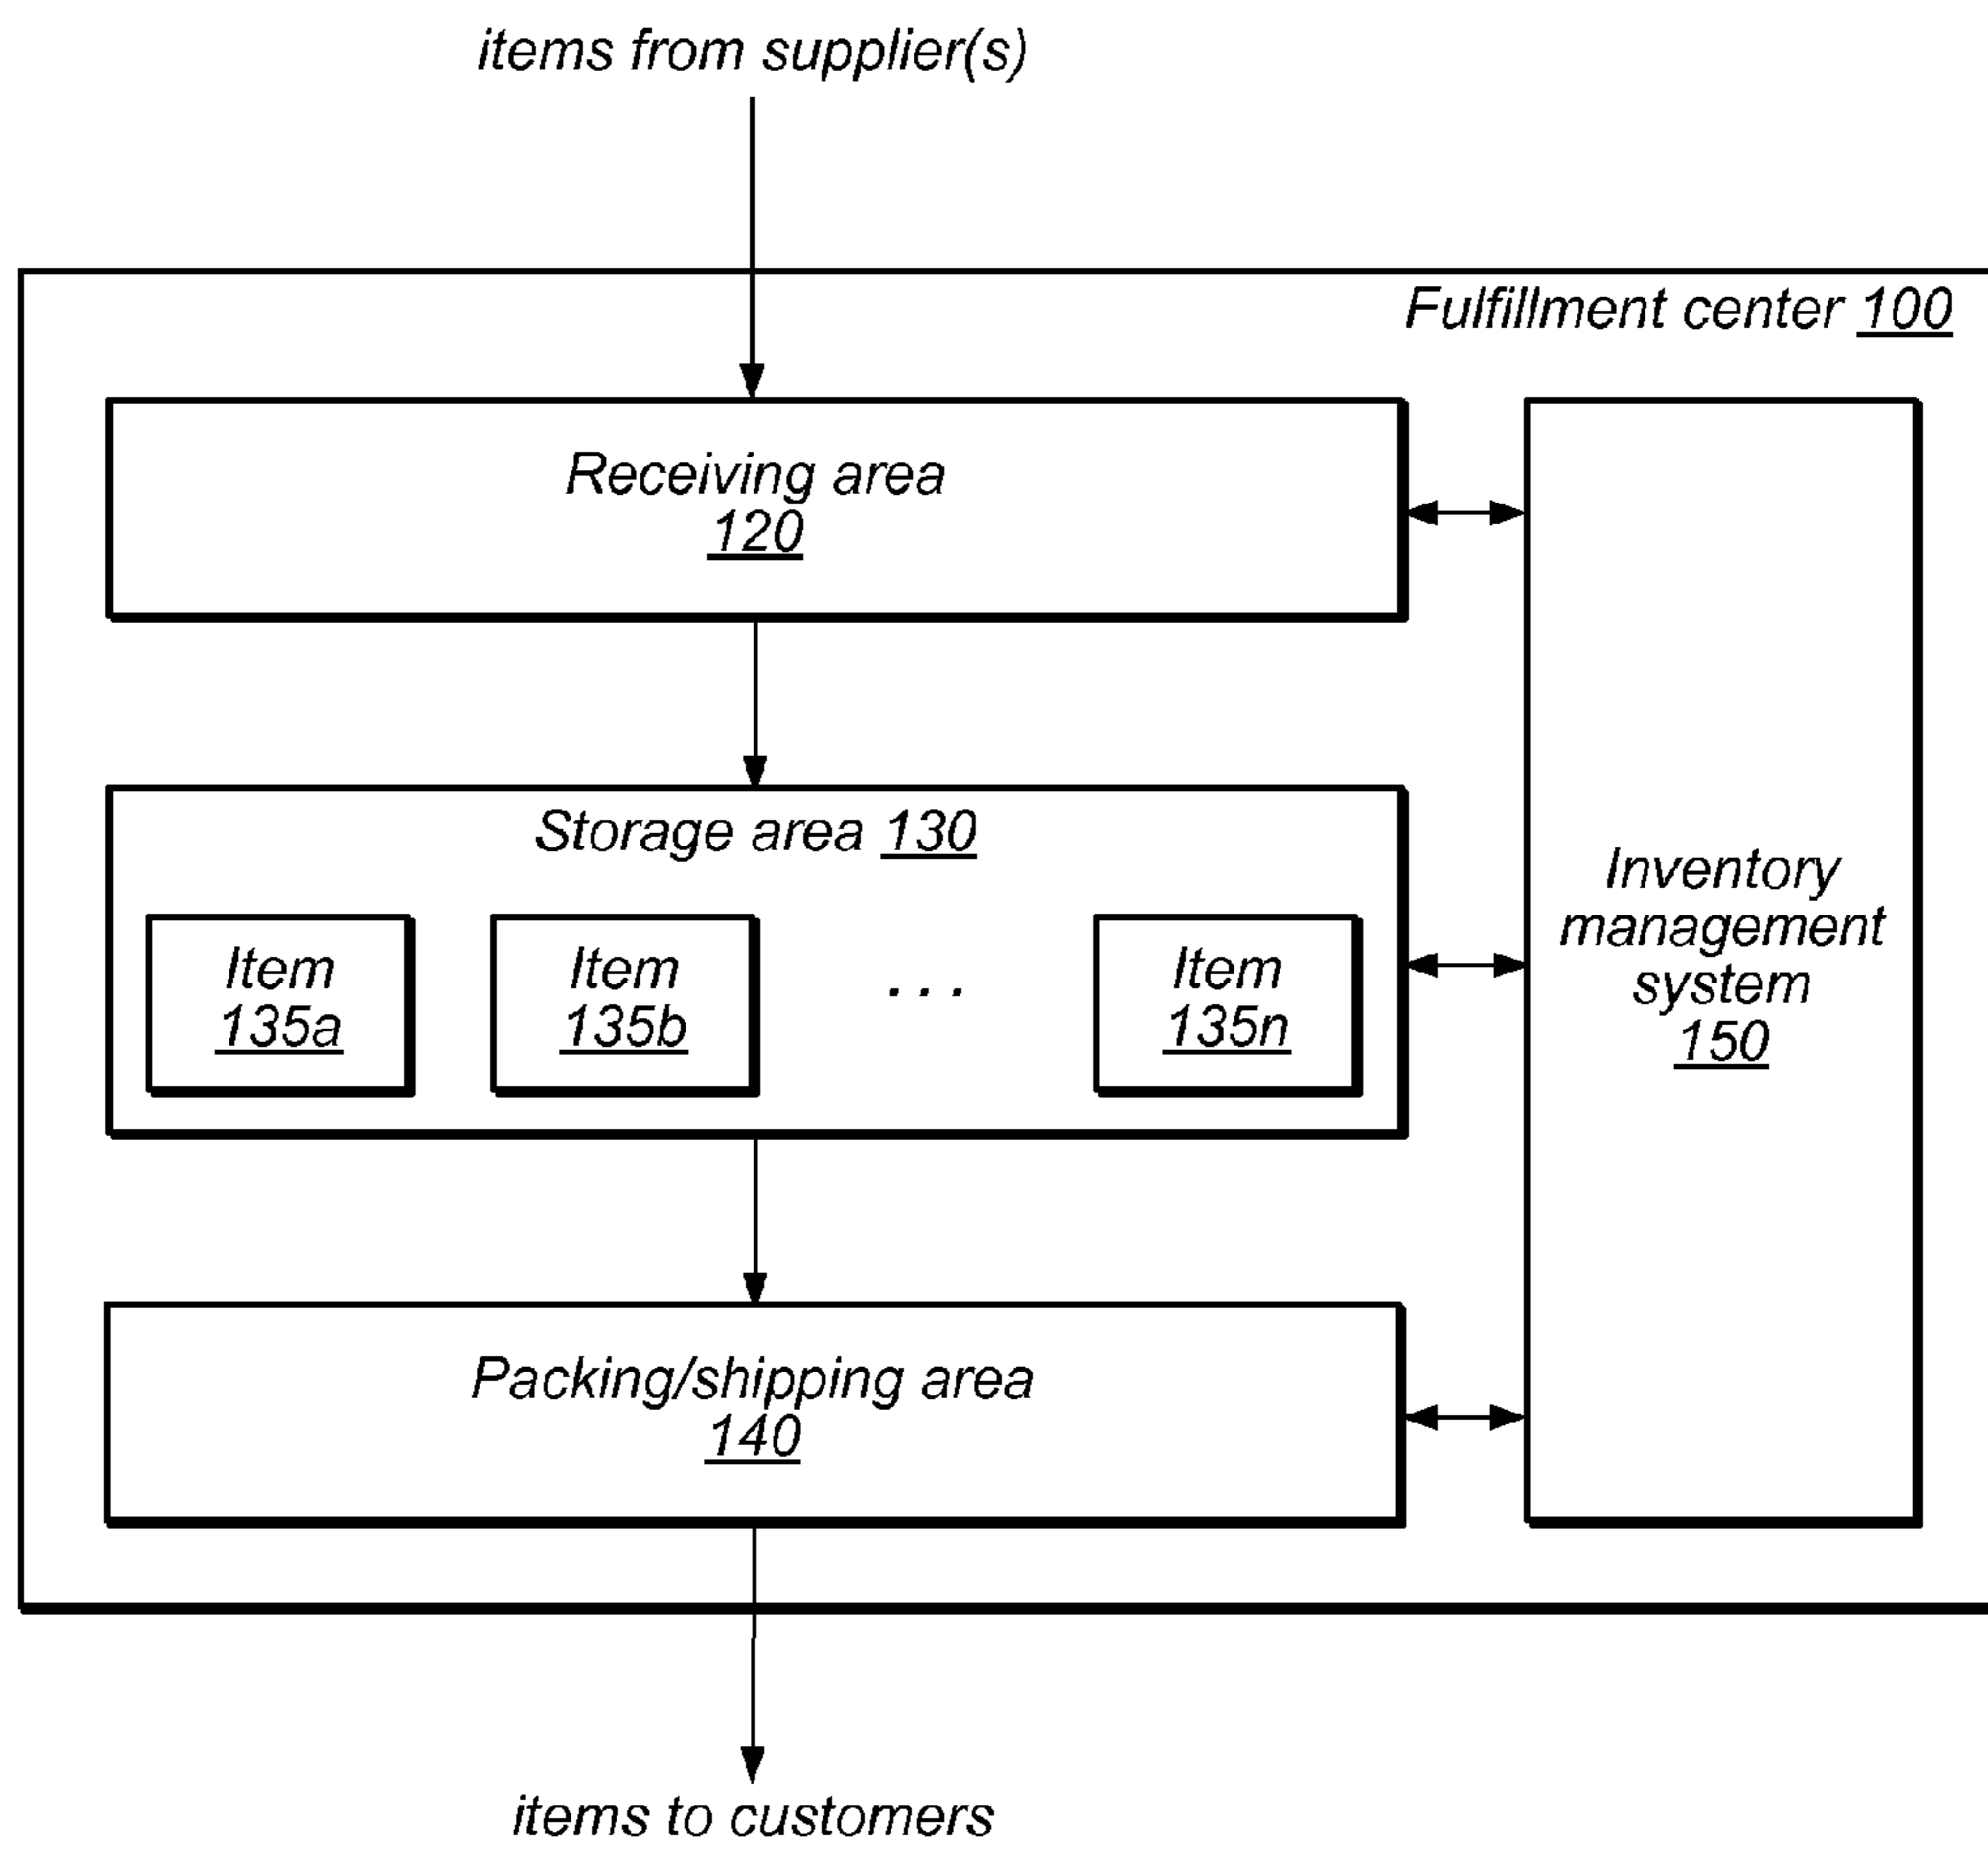 items from supplier(s)
Fulfillment center 100
Receiving area
120
Storage area 130
Item
135a
Item
135b
...
Item
135n
Inventory
management
system
150
Packing/shipping area
140
items to customers